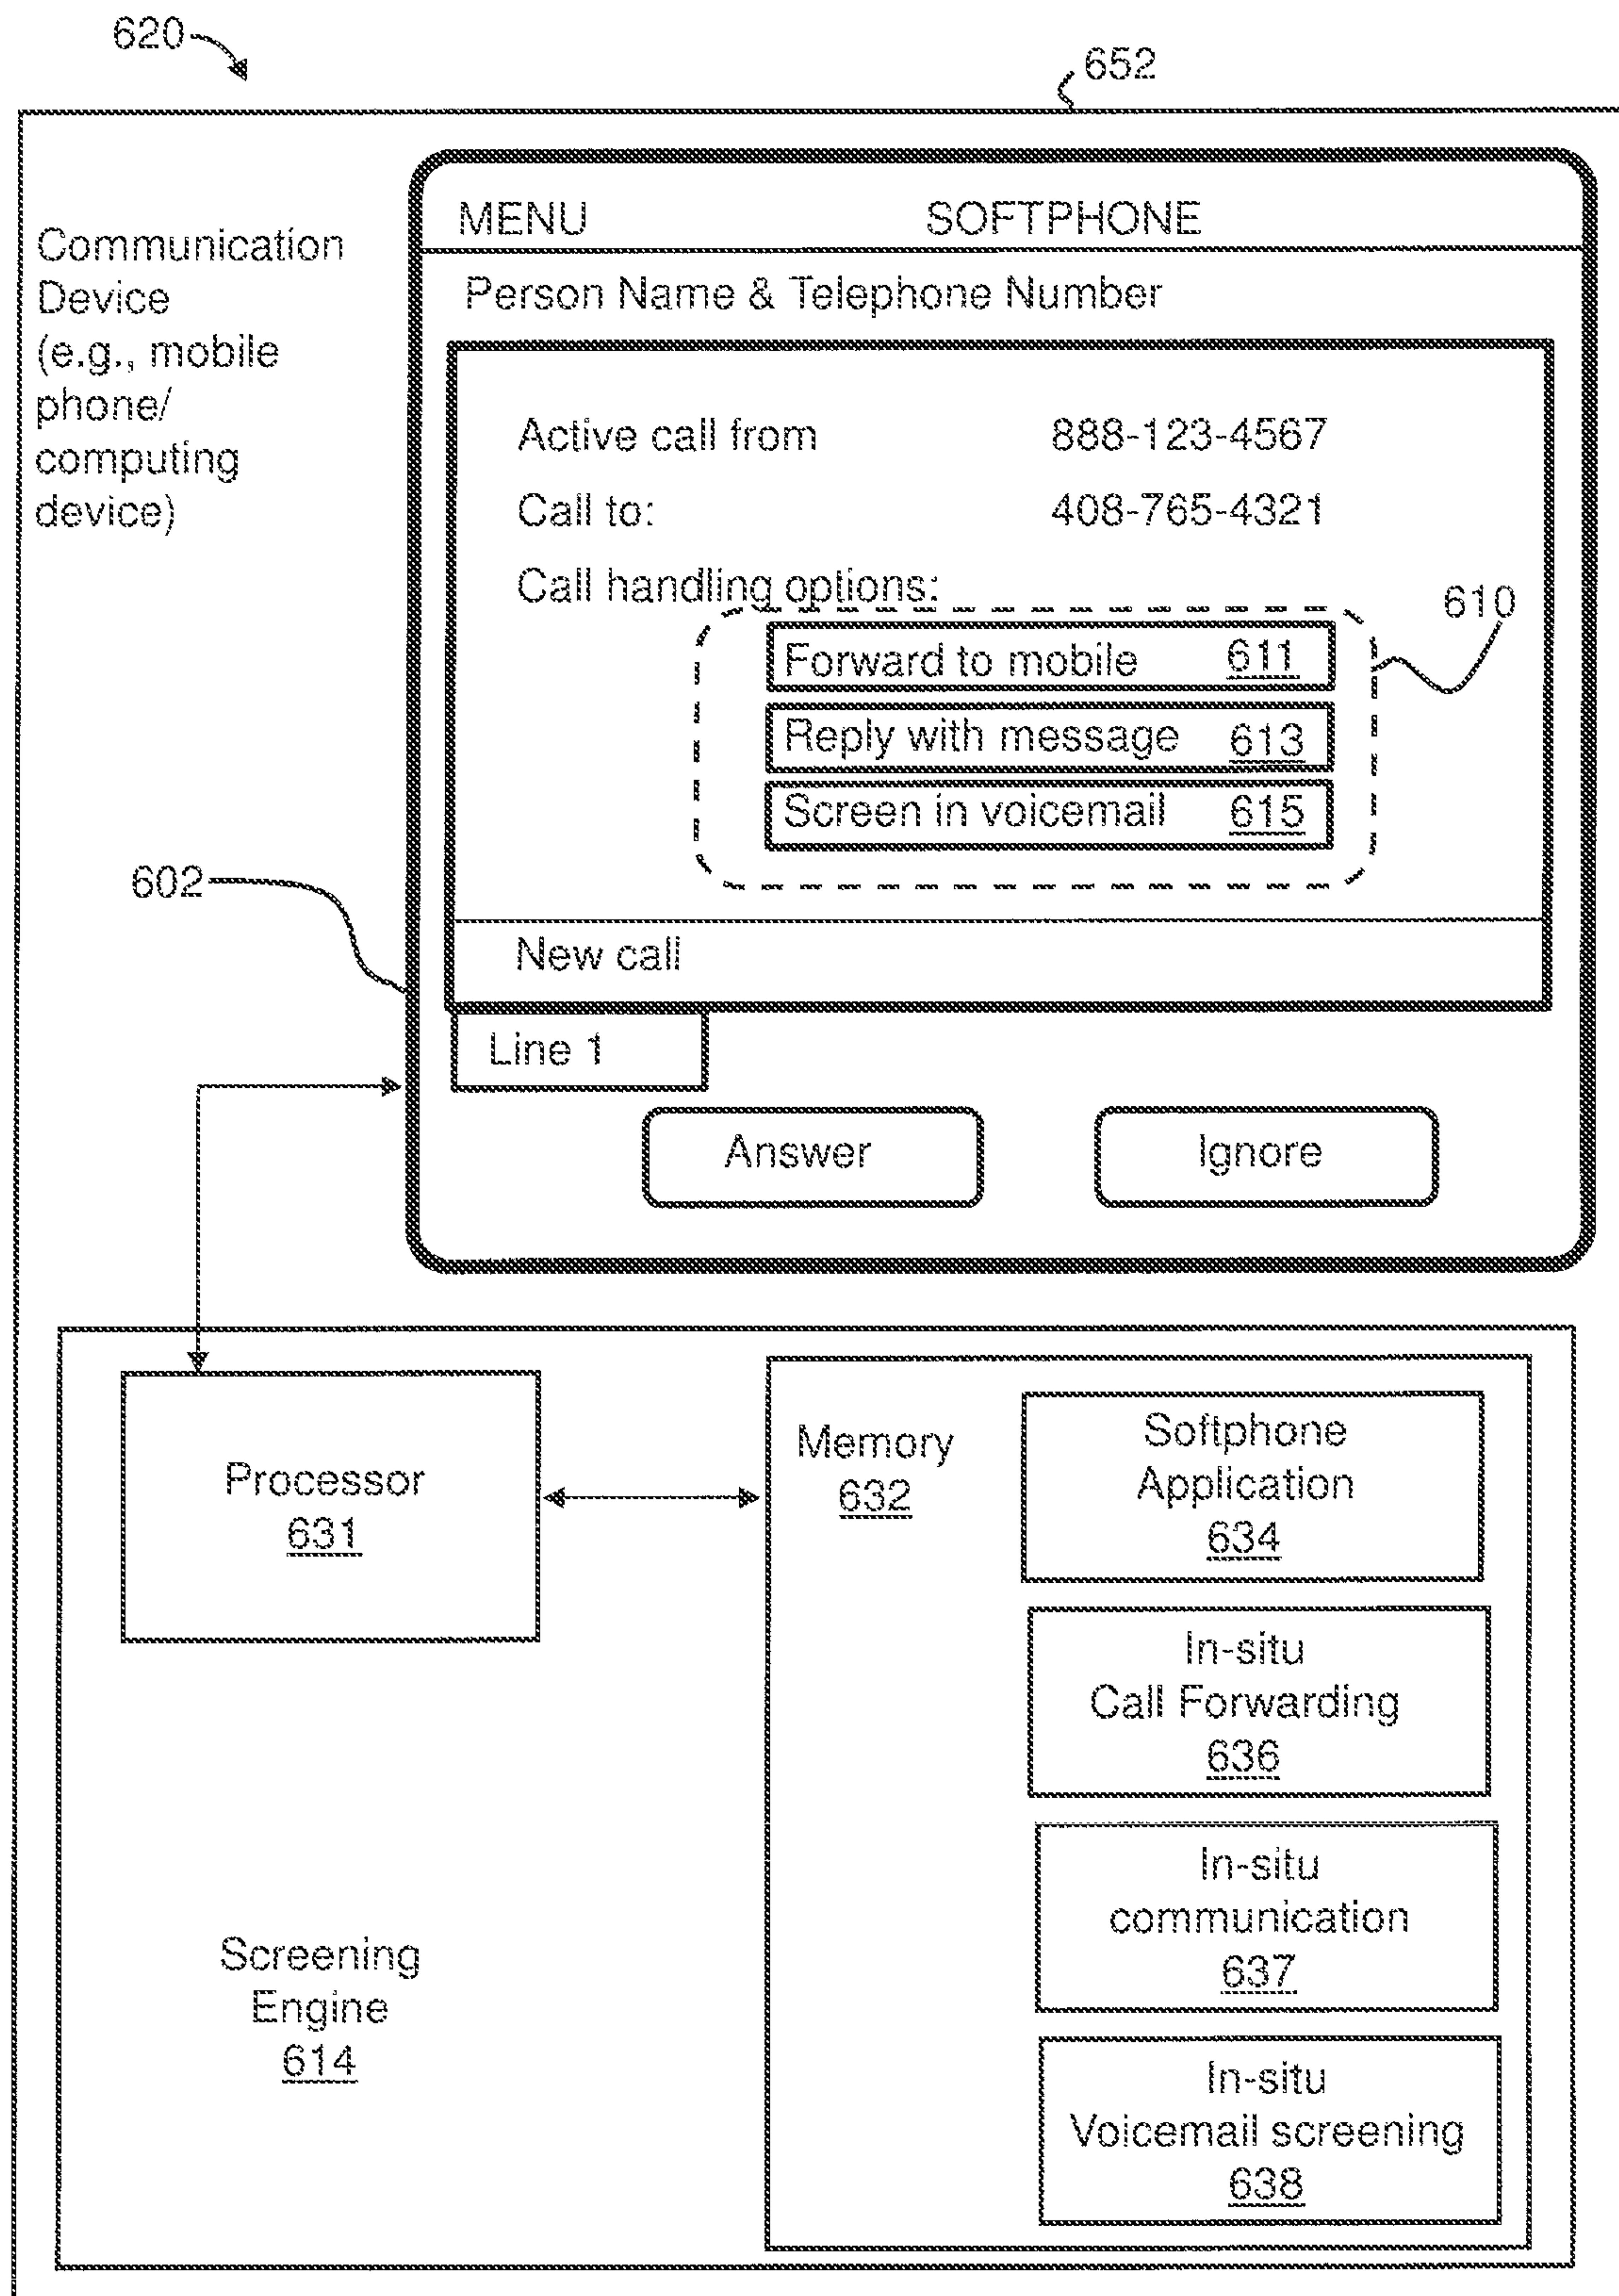 620
652
Communication
Device
(e.g., mobile
phone/
computing
device)
MENU SOFTPHONE
Person Name & Telephone Number
Active call from 888-123-4567
Call to: 408-765-4321
Call handling options:
610
Forward to mobile 611
Reply with message 613
Screen in voicemail 615
602
New call
Line 1
Answer Ignore
Processor
631
Memory
632
Softphone
Application
634
In-situ
Call Forwarding
636
In-situ
communication
637
Screening
Engine
614
In-situ
Voicemail screening
638